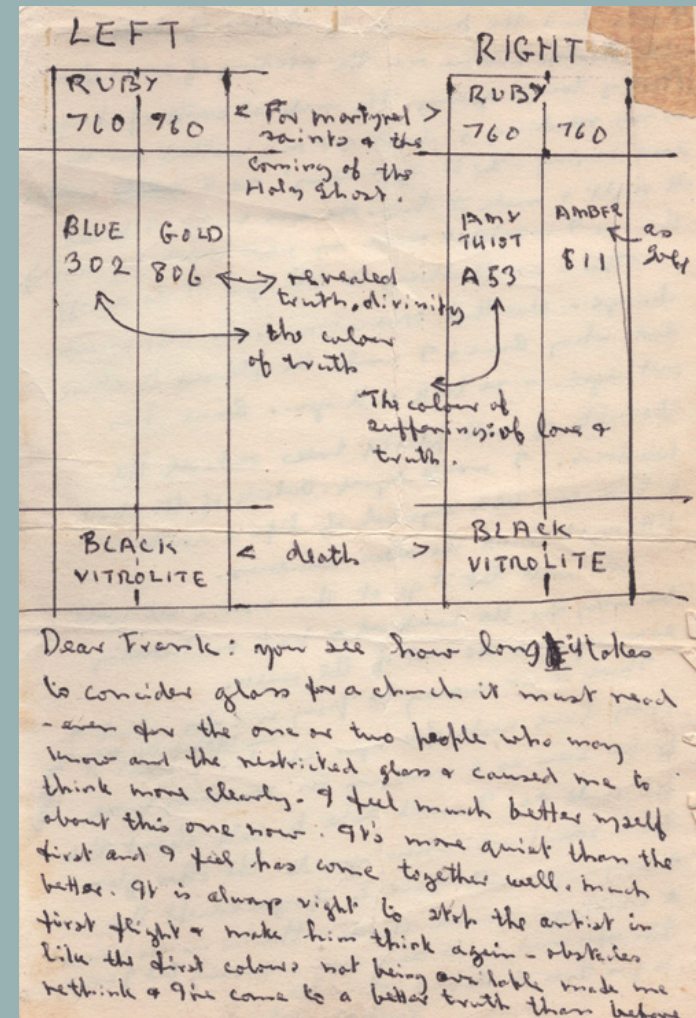 LEFT
RIGHT
RUBY
760 960
< For martyred >
saints & the
coming of the
Holy Ghost.
RUBY
760 760
BLUE
302
GOLD
806
revealed
truth, divinity
the colour
of truth
AMY
THIST
A 53
AMBER
811
as
gold
The colour of
suffering: of love &
truth.
BLACK
VITROLITE
< death >
BLACK
VITROLITE
Dear Frank: you see how long it takes
to concider glass for a church it must read
- even for the one or two people who may
know and the restricted glass & caused me to
think more clearly. I feel much better myself
about this one now. It's more quiet than the
first and I feel has come together well. much
better. It is always right to stop the artist in
first flight & make him think again - obstacles
like the first colours not being available made me
rethink & I've come to a better truth than before